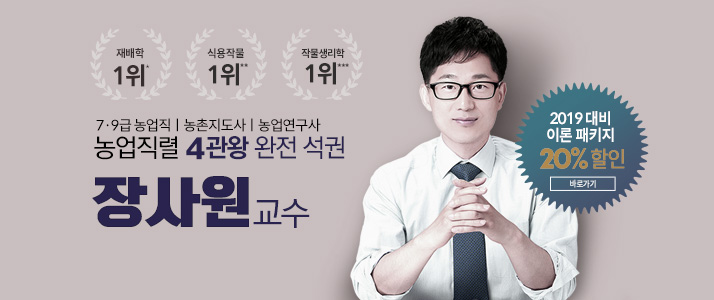 재배학
1위*
식용작물
1위**
작물생리학
1위***
7·9급 농업직 | 농촌지도사 | 농업연구사
농업직렬 4관왕 완전 석권
장사원교수
2019 대비
이론 패키지
20%할인
바로가기